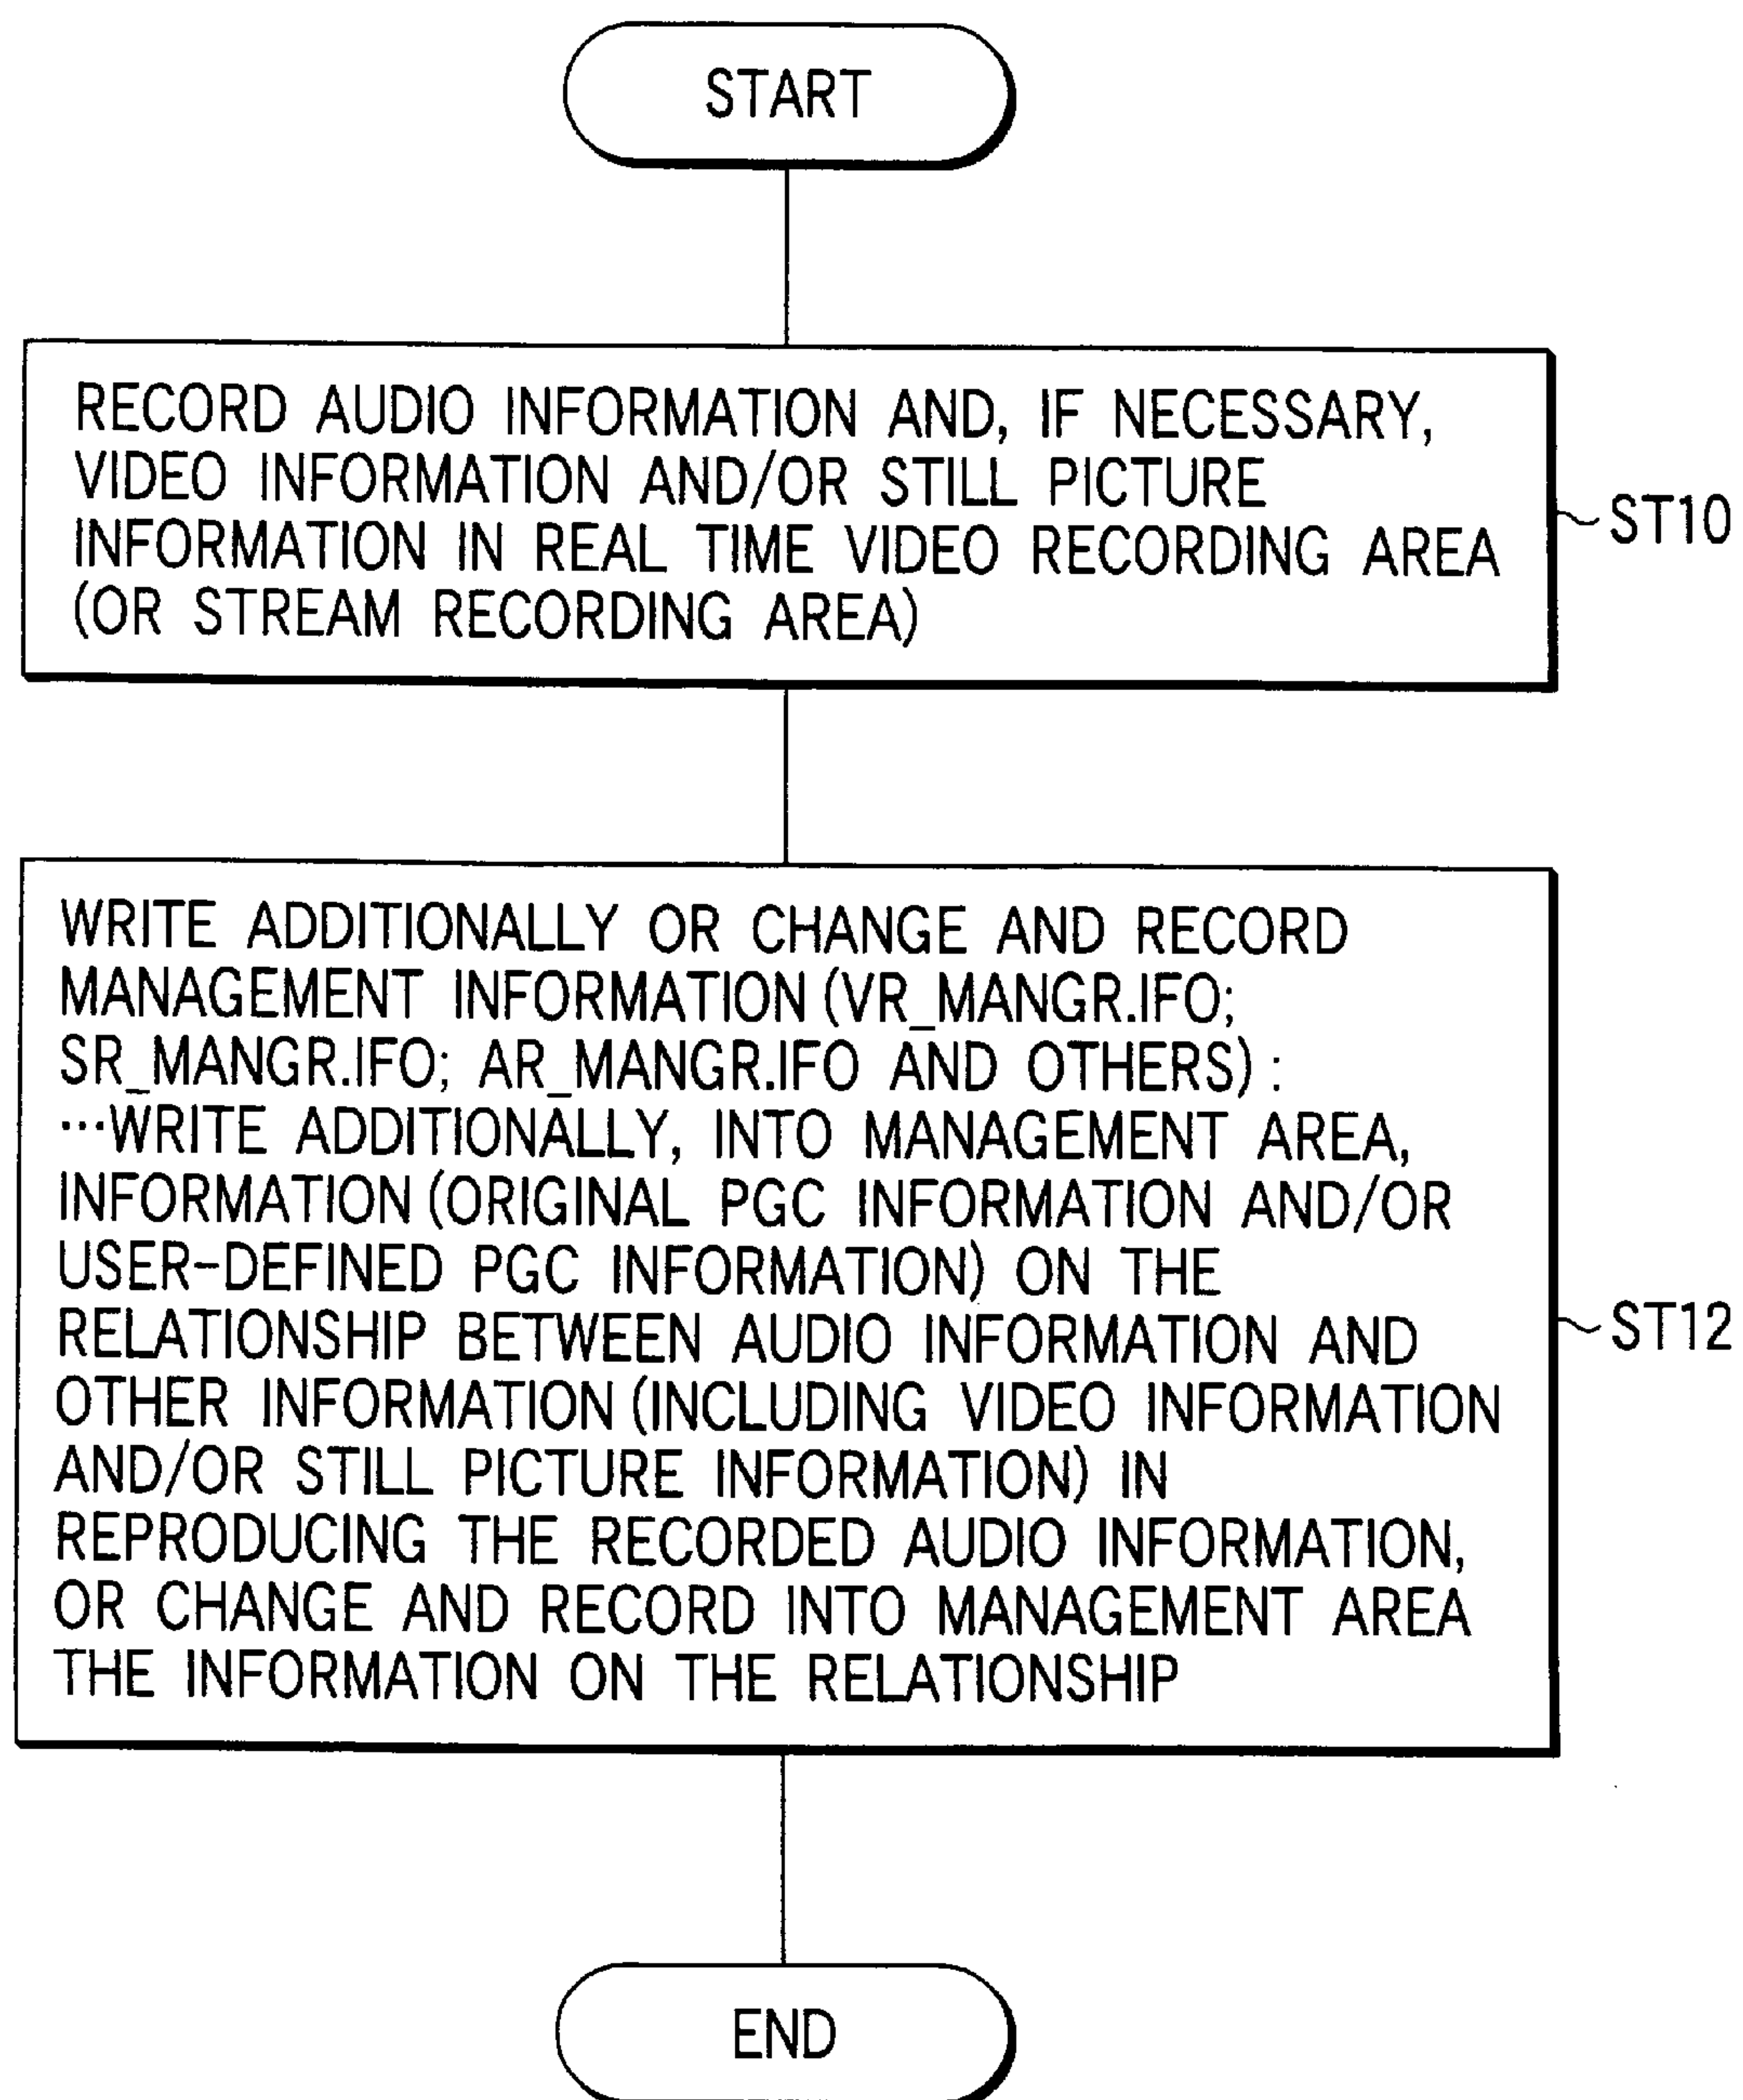 START
RECORD AUDIO INFORMATION AND, IF NECESSARY,
VIDEO INFORMATION AND/OR STILL PICTURE
INFORMATION IN REAL TIME VIDEO RECORDING AREA
(OR STREAM RECORDING AREA)
ST10
WRITE ADDITIONALLY OR CHANGE AND RECORD
MANAGEMENT INFORMATION (VR_MANGR.IFO;
SR_MANGR.IFO; AR_MANGR.IFO AND OTHERS) :
···WRITE ADDITIONALLY, INTO MANAGEMENT AREA,
INFORMATION (ORIGINAL PGC INFORMATION AND/OR
USER-DEFINED PGC INFORMATION) ON THE
RELATIONSHIP BETWEEN AUDIO INFORMATION AND
OTHER INFORMATION (INCLUDING VIDEO INFORMATION
AND/OR STILL PICTURE INFORMATION) IN
REPRODUCING THE RECORDED AUDIO INFORMATION,
OR CHANGE AND RECORD INTO MANAGEMENT AREA
THE INFORMATION ON THE RELATIONSHIP
ST12
END